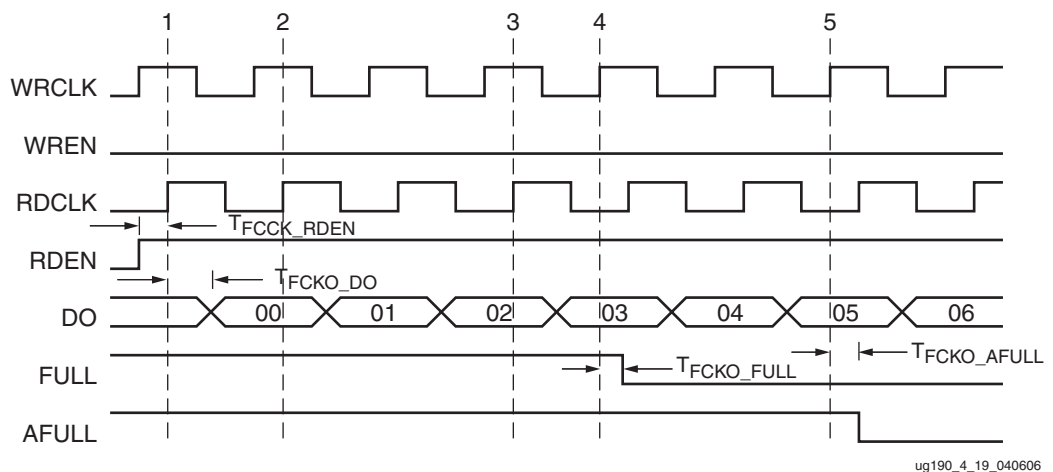 1 2 3 4 5
WRCLK
WREN
RDCLK
TFCCK_RDEN
RDEN
TFCKO_DO
DO 00 01 02 03 04 05 06
TFCKO_AFULL
FULL TFCKO_FULL
AFULL
ug190_4_19_040606